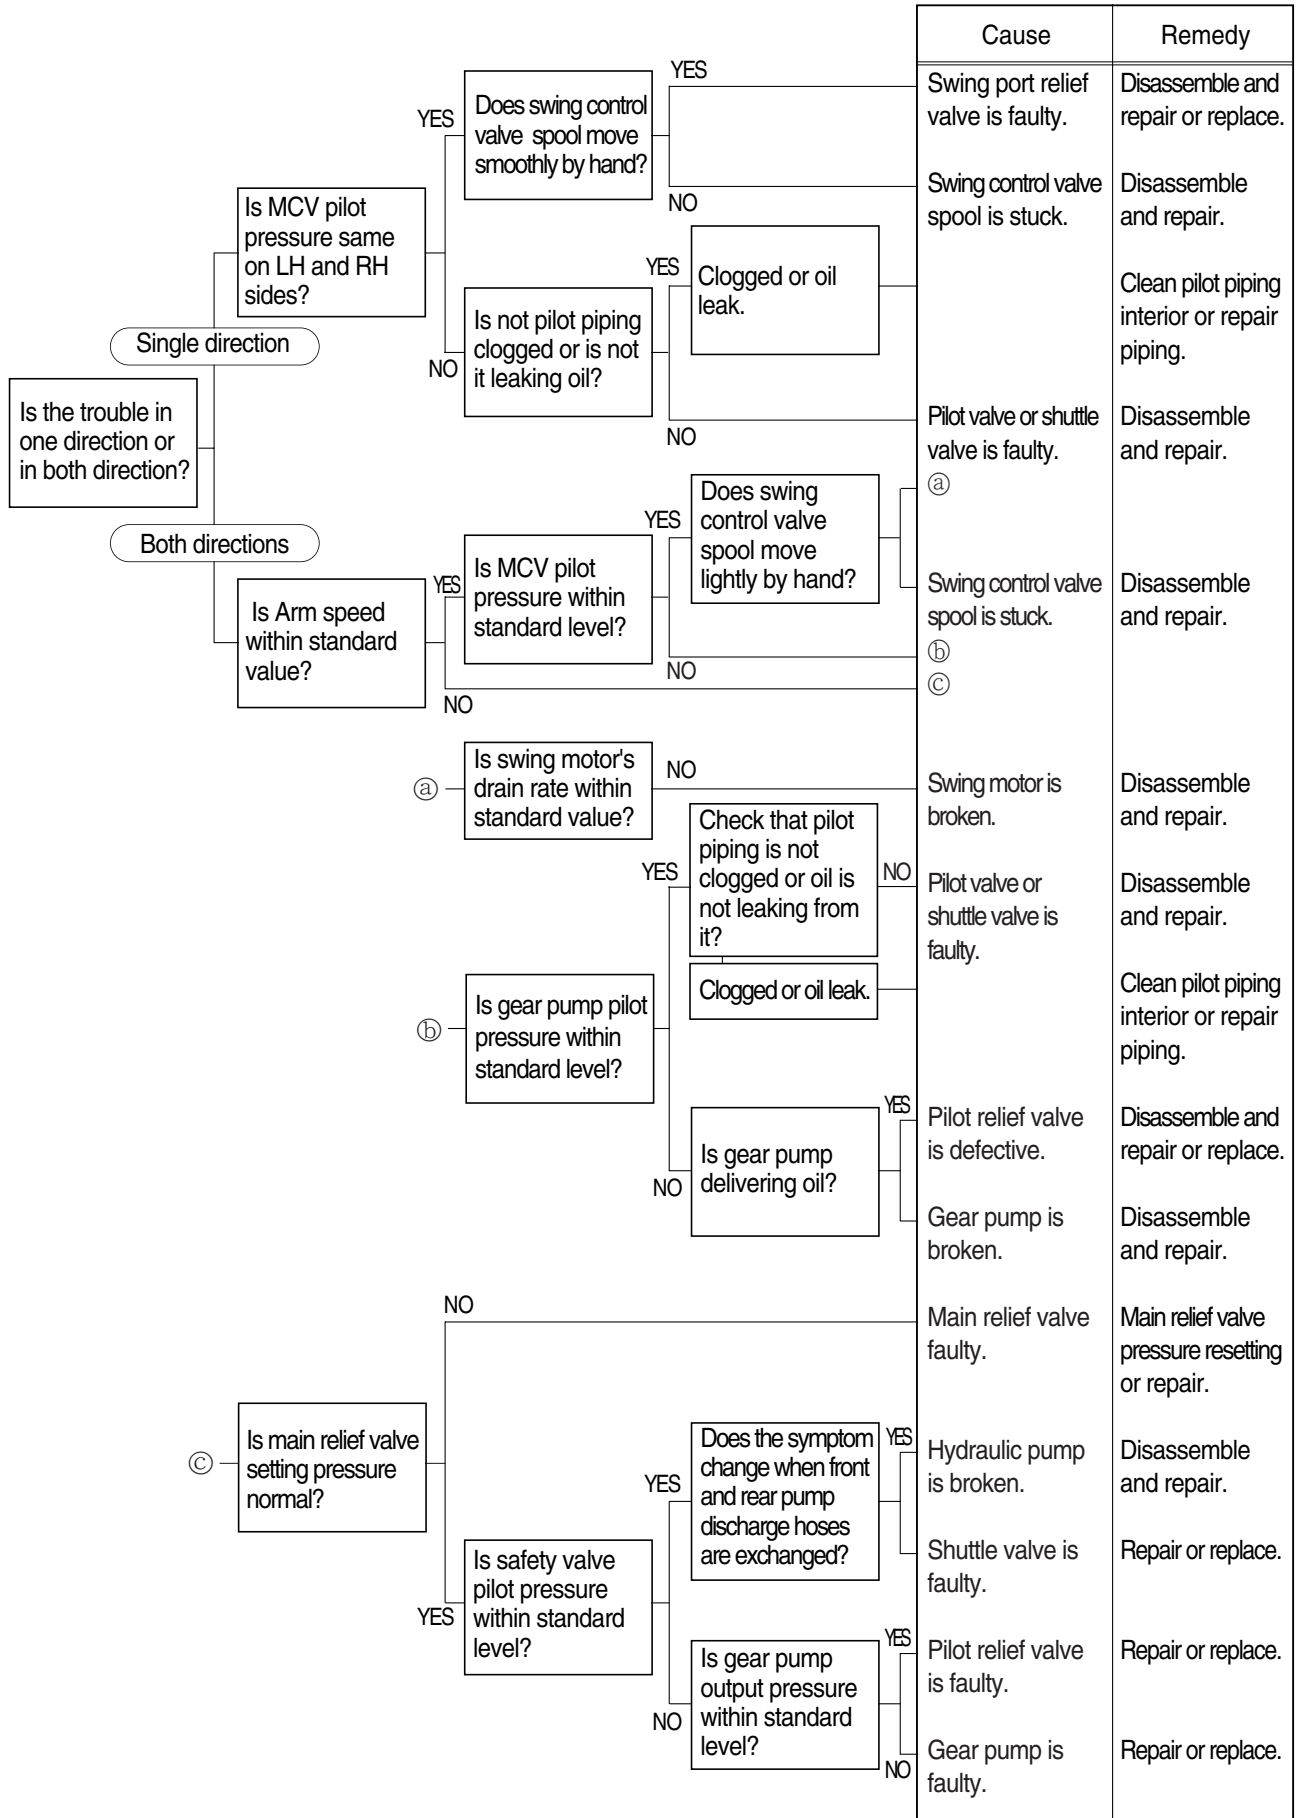 Cause
Remedy
YES
Does swing control
valve spool move
smoothly by hand?
YES
NO
Swing port relief
valve is faulty.
Disassemble and
repair or replace.
Swing control valve
spool is stuck.
Disassemble
and repair.
Is MCV pilot
pressure same
on LH and RH
sides?
Single direction
NO
Is not pilot piping
clogged or is not
it leaking oil?
YES
Clogged or oil
leak.
Clean pilot piping
interior or repair
piping.
NO
Pilot valve or shuttle
valve is faulty.
Disassemble
and repair.
Is the trouble in
one direction or
in both direction?
Both directions
Is Arm speed
within standard
value?
YES
Is MCV pilot
pressure within
standard level?
YES
Does swing
control valve
spool move
lightly by hand?
ⓐ
Swing control valve
spool is stuck.
Disassemble
and repair.
NO
ⓑ
NO
ⓒ
ⓐ
Is swing motor's
drain rate within
standard value?
NO
Swing motor is
broken.
Disassemble
and repair.
ⓑ
Is gear pump pilot
pressure within
standard level?
YES
Check that pilot
piping is not
clogged or oil is
not leaking from
it?
NO
Pilot valve or
shuttle valve is
faulty.
Disassemble
and repair.
Clogged or oil leak.
Clean pilot piping
interior or repair
piping.
NO
Is gear pump
delivering oil?
YES
Pilot relief valve
is defective.
Disassemble and
repair or replace.
Gear pump is
broken.
Disassemble
and repair.
ⓒ
Is main relief valve
setting pressure
normal?
NO
Main relief valve
faulty.
Main relief valve
pressure resetting
or repair.
YES
Is safety valve
pilot pressure
within standard
level?
YES
Does the symptom
change when front
and rear pump
discharge hoses
are exchanged?
YES
Hydraulic pump
is broken.
Disassemble
and repair.
Shuttle valve is
faulty.
Repair or replace.
NO
Is gear pump
output pressure
within standard
level?
YES
Pilot relief valve
is faulty.
Repair or replace.
NO
Gear pump is
faulty.
Repair or replace.